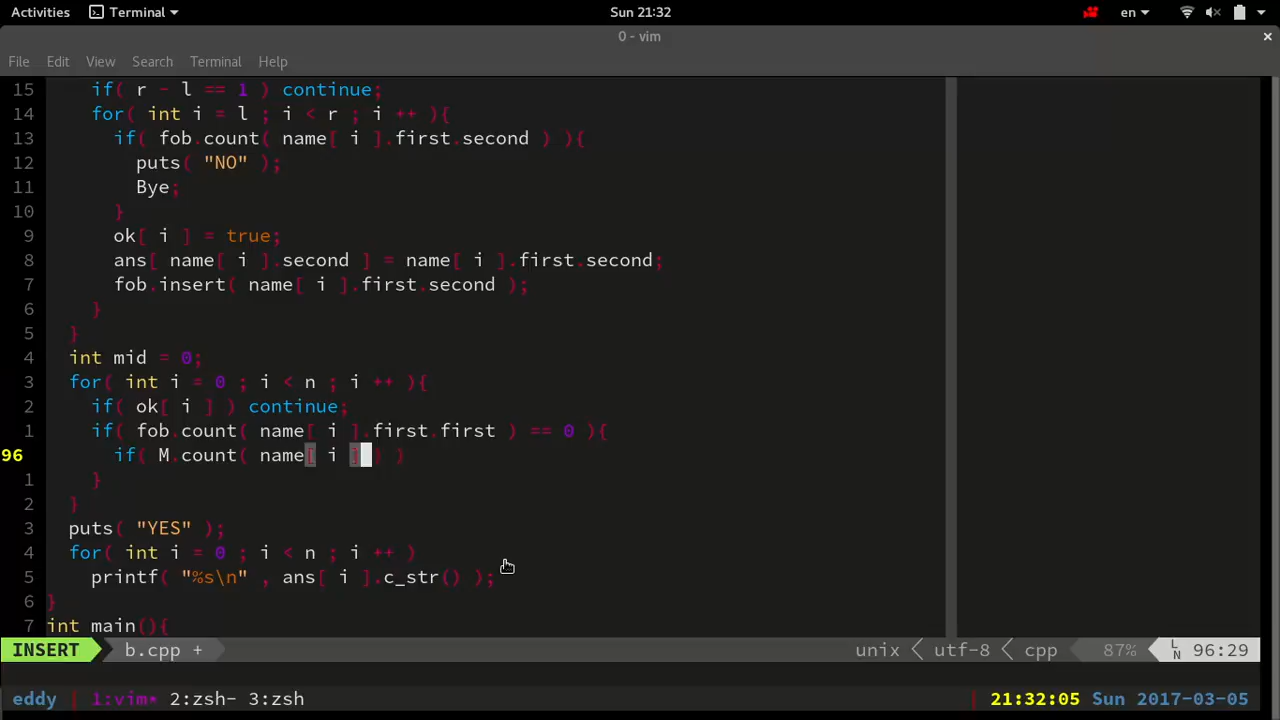 Activities Terminal Sun 21:32 en
0 - vim ×
File Edit View Search Terminal Help
15 if( r - l == 1 ) continue;
14 for( int i = l ; i < r ; i ++ ){
13 if( fob.count( name[ i ].first.second ) ){
12 puts( "NO" );
11 Bye;
10 }
9 ok[ i ] = true;
8 ans[ name[ i ].second ] = name[ i ].first.second;
7 fob.insert( name[ i ].first.second );
6 }
5 }
4 int mid = 0;
3 for( int i = 0 ; i < n ; i ++ ){
2 if( ok[ i ] ) continue;
1 if( fob.count( name[ i ].first.first ) == 0 ){
96 if( M.count( name[ i ] ) )
1 }
2 }
3 puts( "YES" );
4 for( int i = 0 ; i < n ; i ++ )
5 printf( "%s\n" , ans[ i ].c_str() );
6 }
7 int main(){
INSERT b.cpp + unix utf-8 cpp 87% LN 96:29
eddy 1:vim* 2:zsh- 3:zsh 21:32:05 Sun 2017-03-05